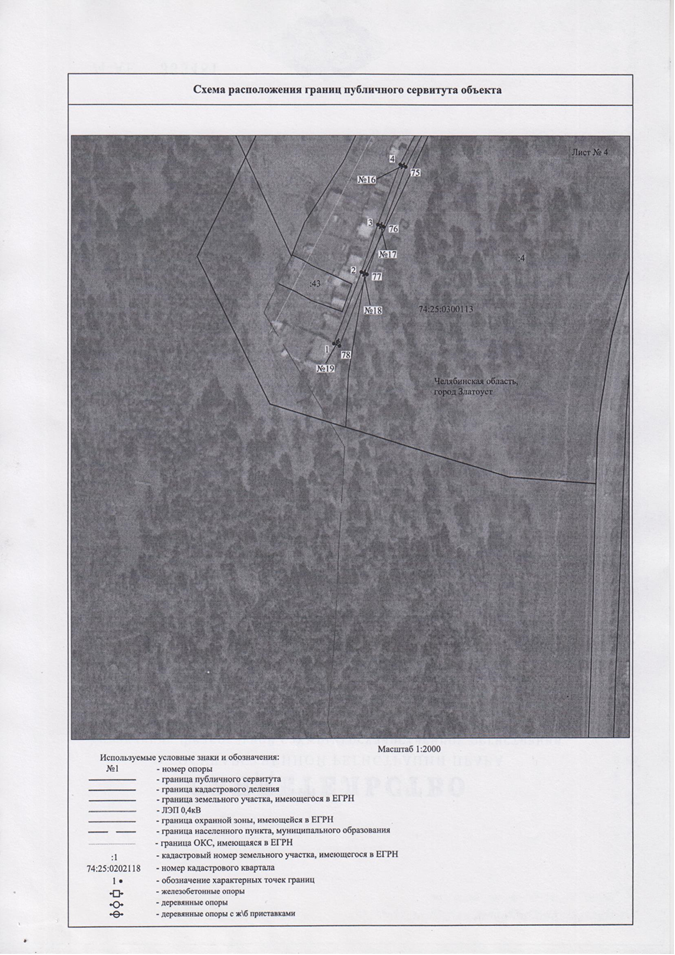 Схема расположения границ публичного сервитута объекта
Лист № 4
4
75
№16
3
76
№17
:4
2
77
:43
№18
74:25:0300113
1
78
№19
Челябинская область,
город Златоуст
Масштаб 1:2000
Используемые условные знаки и обозначения:
№1 - номер опоры
- граница публичного сервитута
- граница кадастрового деления
- граница земельного участка, имеющегося в ЕГРН
- ЛЭП 0,4кВ
- граница охранной зоны, имеющейся в ЕГРН
- граница населенного пункта, муниципального образования
- граница ОКС, имеющаяся в ЕГРН
:1 - кадастровый номер земельного участка, имеющегося в ЕГРН
74:25:0202118 - номер кадастрового квартала
1 - обозначение характерных точек границ
- железобетонные опоры
- деревянные опоры
- деревянные опоры с ж\б приставками